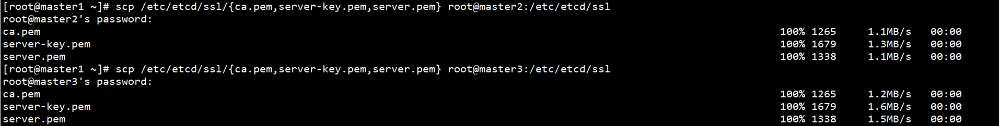 [root@master1 ~]# scp /etc/etcd/ssl/{ca.pem,server-key.pem,server.pem} root@master2:/etc/etcd/ssl
root@master2's password:
ca.pem 100% 1265 1.1MB/s 00:00
server-key.pem 100% 1679 1.3MB/s 00:00
server.pem 100% 1338 1.1MB/s 00:00
[root@master1 ~]# scp /etc/etcd/ssl/{ca.pem,server-key.pem,server.pem} root@master3:/etc/etcd/ssl
root@master3's password:
ca.pem 100% 1265 1.2MB/s 00:00
server-key.pem 100% 1679 1.6MB/s 00:00
server.pem 100% 1338 1.5MB/s 00:00